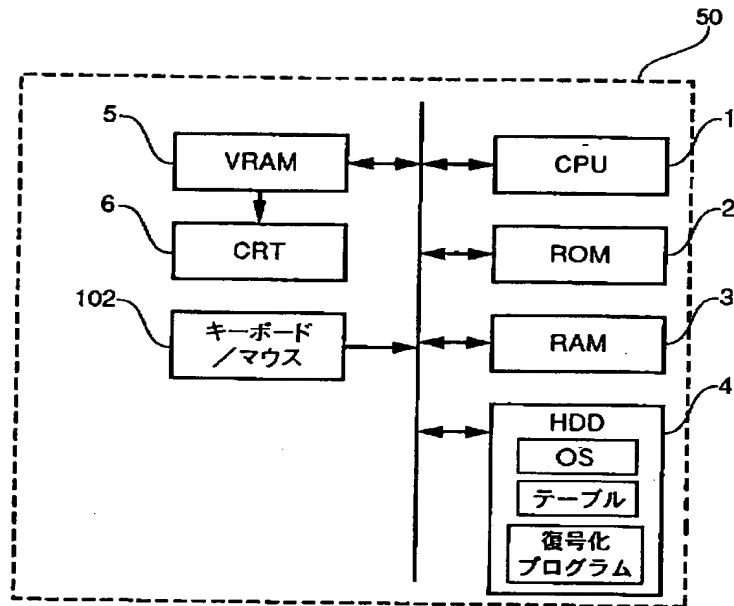 50
5
VRAM
CPU
1
6
CRT
ROM
2
102
キーボード
／マウス
RAM
3
HDD
4
OS
テーブル
復号化
プログラム